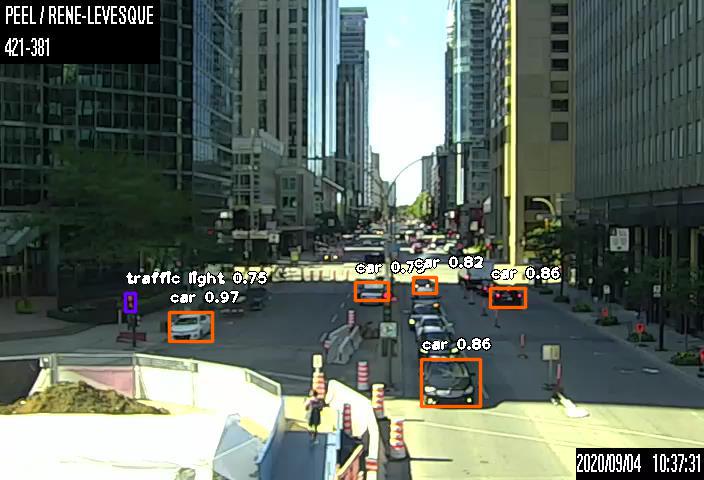 PEEL / RENE-LEVESQUE
421-381
car 0.82
car 0.75
car 0.86
traffic light 0.75
car 0.97
car 0.86
2020/09/04 10:37:31